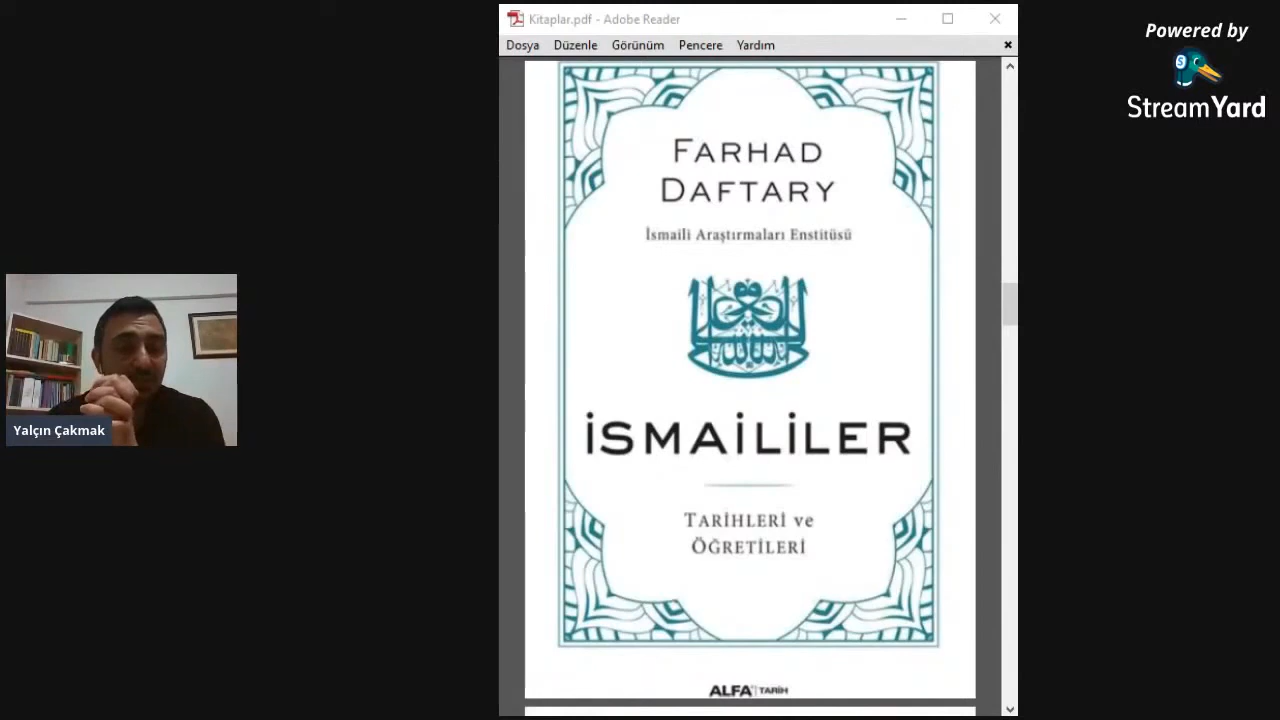 Kitaplar.pdf - Adobe Reader
Dosya Düzenle Görünüm Pencere Yardım
FARHAD
DAFTARY
İsmaili Araştırmaları Enstitüsü
İSMAİLİLER
TARİHLERİ ve
ÖĞRETİLERİ
ALFA | TARİH
Yalçın Çakmak
Powered by
S
StreamYard